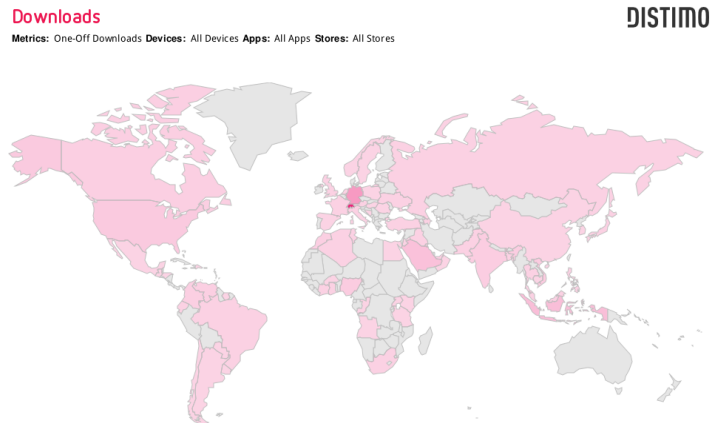 Downloads
DISTIMO
Metrics: One-Off Downloads Devices: All Devices Apps: All Apps Stores: All Stores